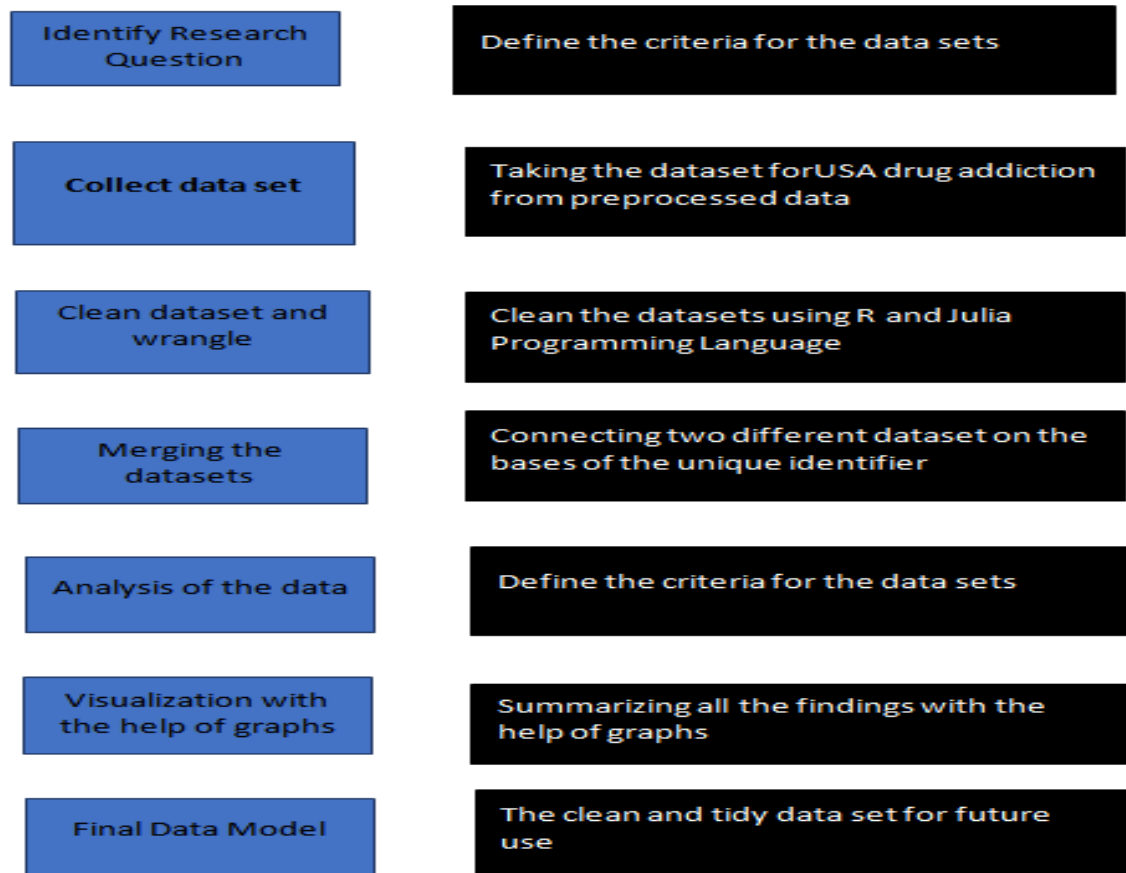 Identify Research
Question
Define the criteria for the data sets
Collect data set
Taking the dataset forUSA drug addiction
from preprocessed data
Clean dataset and
wrangle
Clean the datasets using R and Julia
Programming Language
Merging the
datasets
Connecting two different dataset on the
bases of the unique identifier
Analysis of the data
Define the criteria for the data sets
Visualization with
the help of graphs
Summarizing all the findings with the
help of graphs
Final Data Model
The clean and tidy data set for future
use